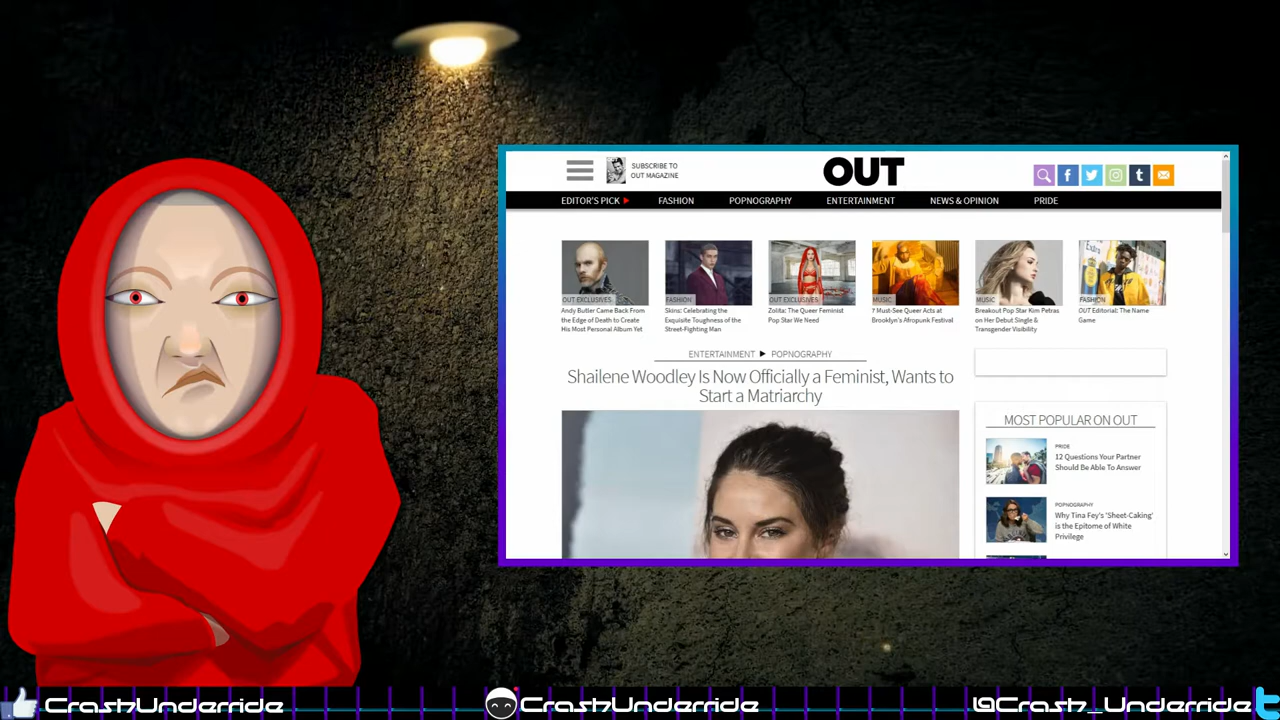 SUBSCRIBE TO
OUT MAGAZINE
OUT
f
t
EDITOR'S PICK
FASHION
POPNOGRAPHY
ENTERTAINMENT
NEWS & OPINION
PRIDE
OUT EXCLUSIVES
Andy Butler Came Back From
the Edge of Death to Create
His Most Personal Album Yet
FASHION
Skins: Celebrating the
Exquisite Toughness of the
Street-Fighting Man
OUT EXCLUSIVES
Zolita: The Queer Feminist
Pop Star We Need
MUSIC
7 Must-See Queer Acts at
Brooklyn's Afropunk Festival
MUSIC
Breakout Pop Star Kim Petras
on Her Debut Single &
Transgender Visibility
FASHION
OUT Editorial: The Name
Game
ENTERTAINMENT ► POPNOGRAPHY
Shailene Woodley Is Now Officially a Feminist, Wants to
Start a Matriarchy
MOST POPULAR ON OUT
PRIDE
12 Questions Your Partner
Should Be Able To Answer
POPNOGRAPHY
Why Tina Fey's 'Sheet-Caking'
is the Epitome of White
Privilege
CrashUnderride
CrashUnderride
@Crash_Underride